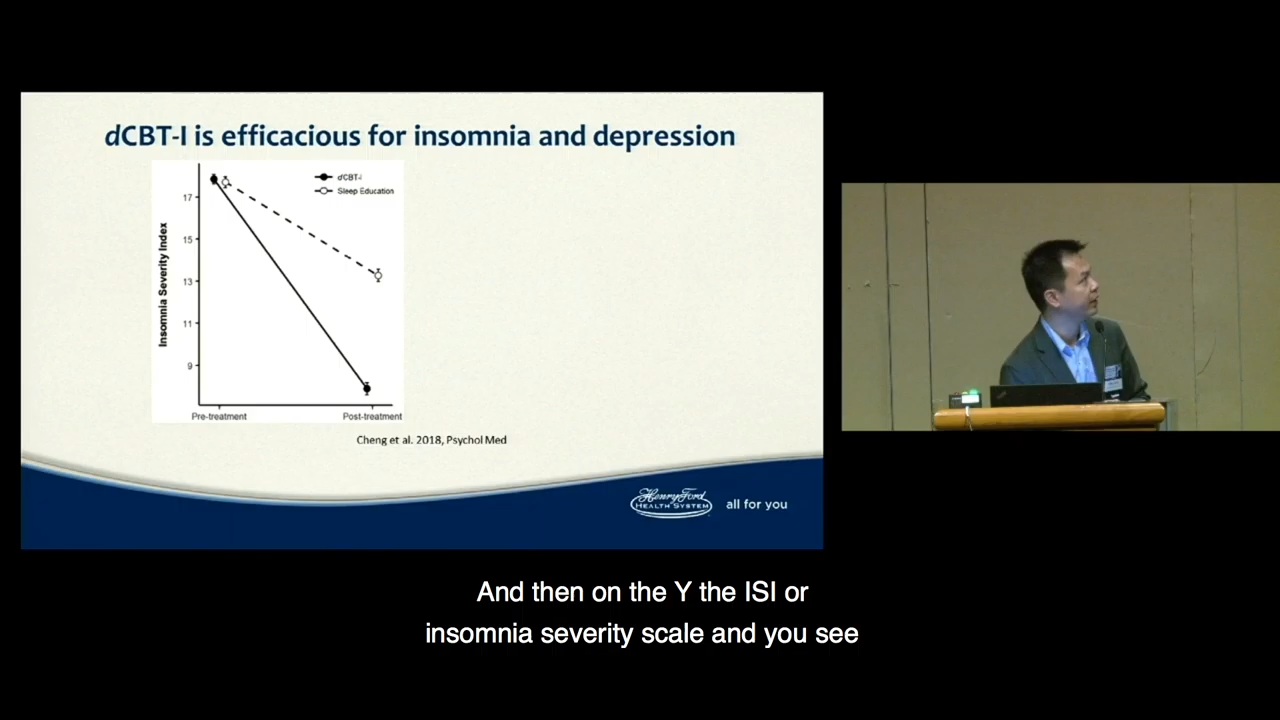 dCBT-I is efficacious for insomnia and depression
dCBT-I
Sleep Education
Insomnia Severity Index
17
15
13
11
9
Pre-treatment
Post-treatment
Cheng et al. 2018, Psychol Med
Henry Ford
HEALTH SYSTEM
all for you
And then on the Y the ISI or
insomnia severity scale and you see